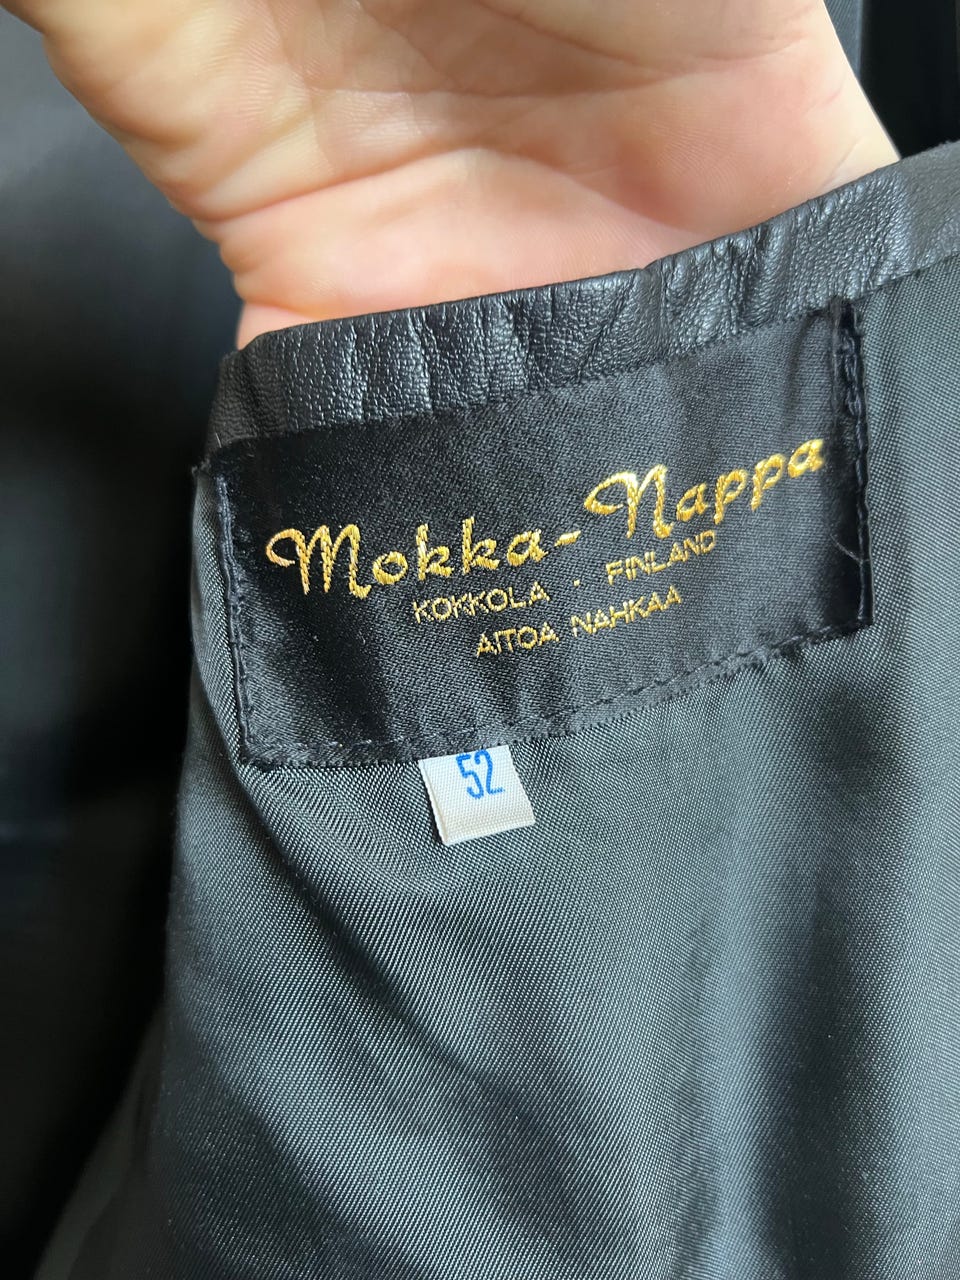 Mokka-Nappa
KOKKOLA · FINLAND
AITOA NAHKAA
52